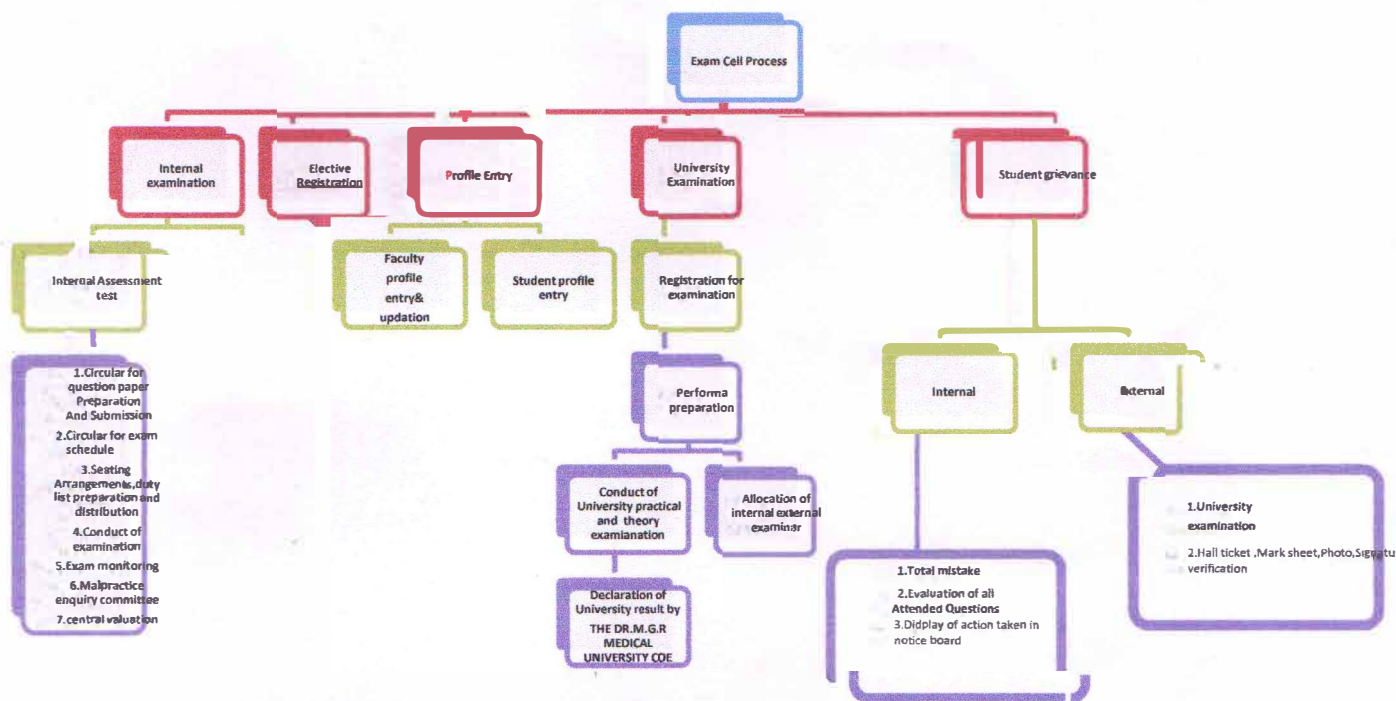 Exam Cell Process
Internal
examination
Elective
Registration
Profile Entry
University
Examination
Student grievance
Internal Assessment
test
Faculty
profile
entry&
updation
Student profile
entry
Registration for
examination
1.Circular for
question paper
Preparation
And Submission
2.Circular for exam
schedule
3.Seating
Arrangements,duty
list preparation and
distribution
4.Conduct of
examination
5.Exam monitoring
6.Malpractice
enquiry committee
7.central valuation
Performa
preparation
Conduct of
University practical
and theory
examianation
Allocation of
internal external
examinar
Declaration of
University result by
THE DR.M.G.R
MEDICAL
UNIVERSITY COE
Internal
External
1.Total mistake
2.Evaluation of all
Attended Questions
3.Didplay of action taken in
notice board
1.University
examination
2.Hall ticket ,Mark sheet,Photo,Signatu
verification